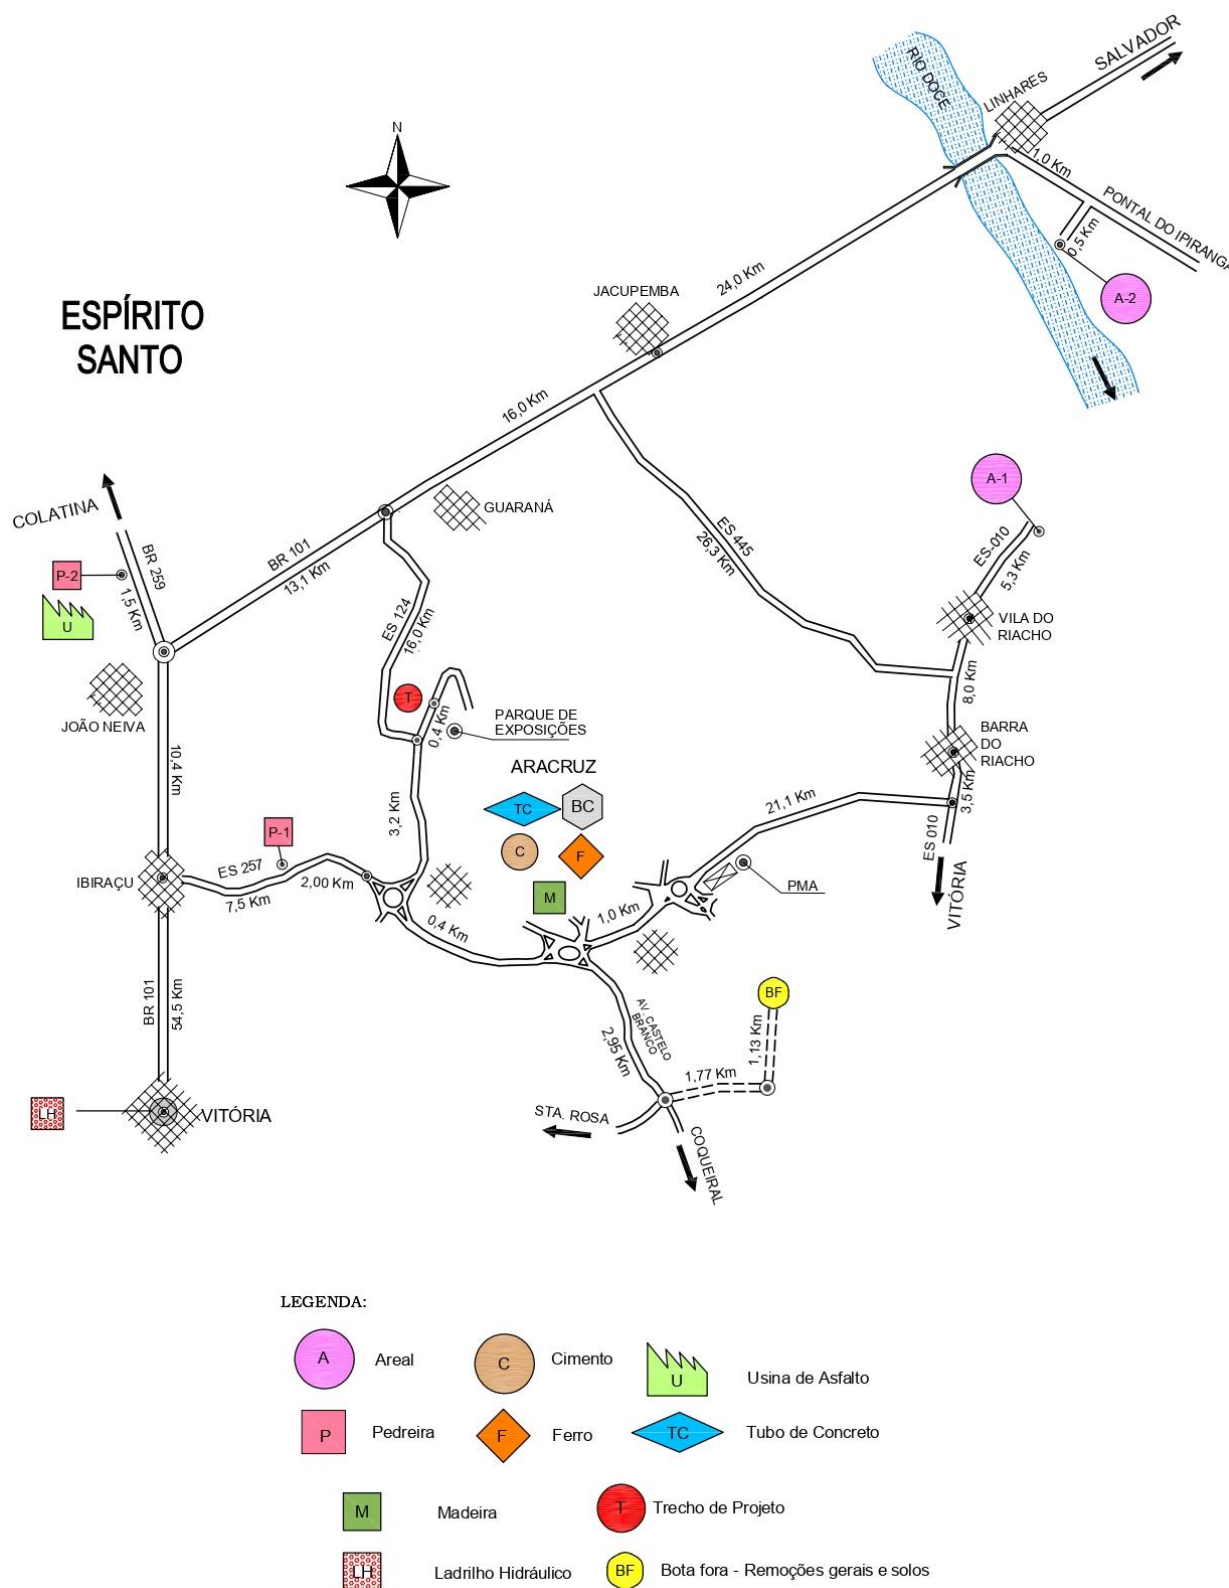 SALVADOR
RIO DOCE
LINHARES
N
1,0 Km
PONTAL DO IPIRANGA
0,5 Km
A-2
24,0 Km
JACUPEMBA
ESPÍRITO
SANTO
16,0 Km
A-1
COLATINA
GUARANÁ
ES 445
26,3 Km
ES-010
5,3 Km
BR 259
BR 101
13,1 Km
P-2
1,5 Km
U
ES 124
16,0 Km
VILA DO
RIACHO
8,0 Km
T
JOÃO NEIVA
0,4 Km
PARQUE DE
EXPOSIÇÕES
BARRA
DO
RIACHO
10,4 Km
ARACRUZ
TC
BC
3,2 Km
21,1 Km
3,5 Km
P-1
C
F
ES 010
IBIRAÇU
ES 257
7,5 Km
2,00 Km
M
PMA
VITÓRIA
0,4 Km
1,0 Km
BR 101
54,5 Km
BF
AV. CASTELO
BRANCO
2,95 Km
1,13 Km
1,77 Km
LH
VITÓRIA
STA. ROSA
COQUEIRAL
LEGENDA:
A Areal
C Cimento
U Usina de Asfalto
P Pedreira
F Ferro
TC Tubo de Concreto
M Madeira
T Trecho de Projeto
LH Ladrilho Hidráulico
BF Bota fora - Remoções gerais e solos